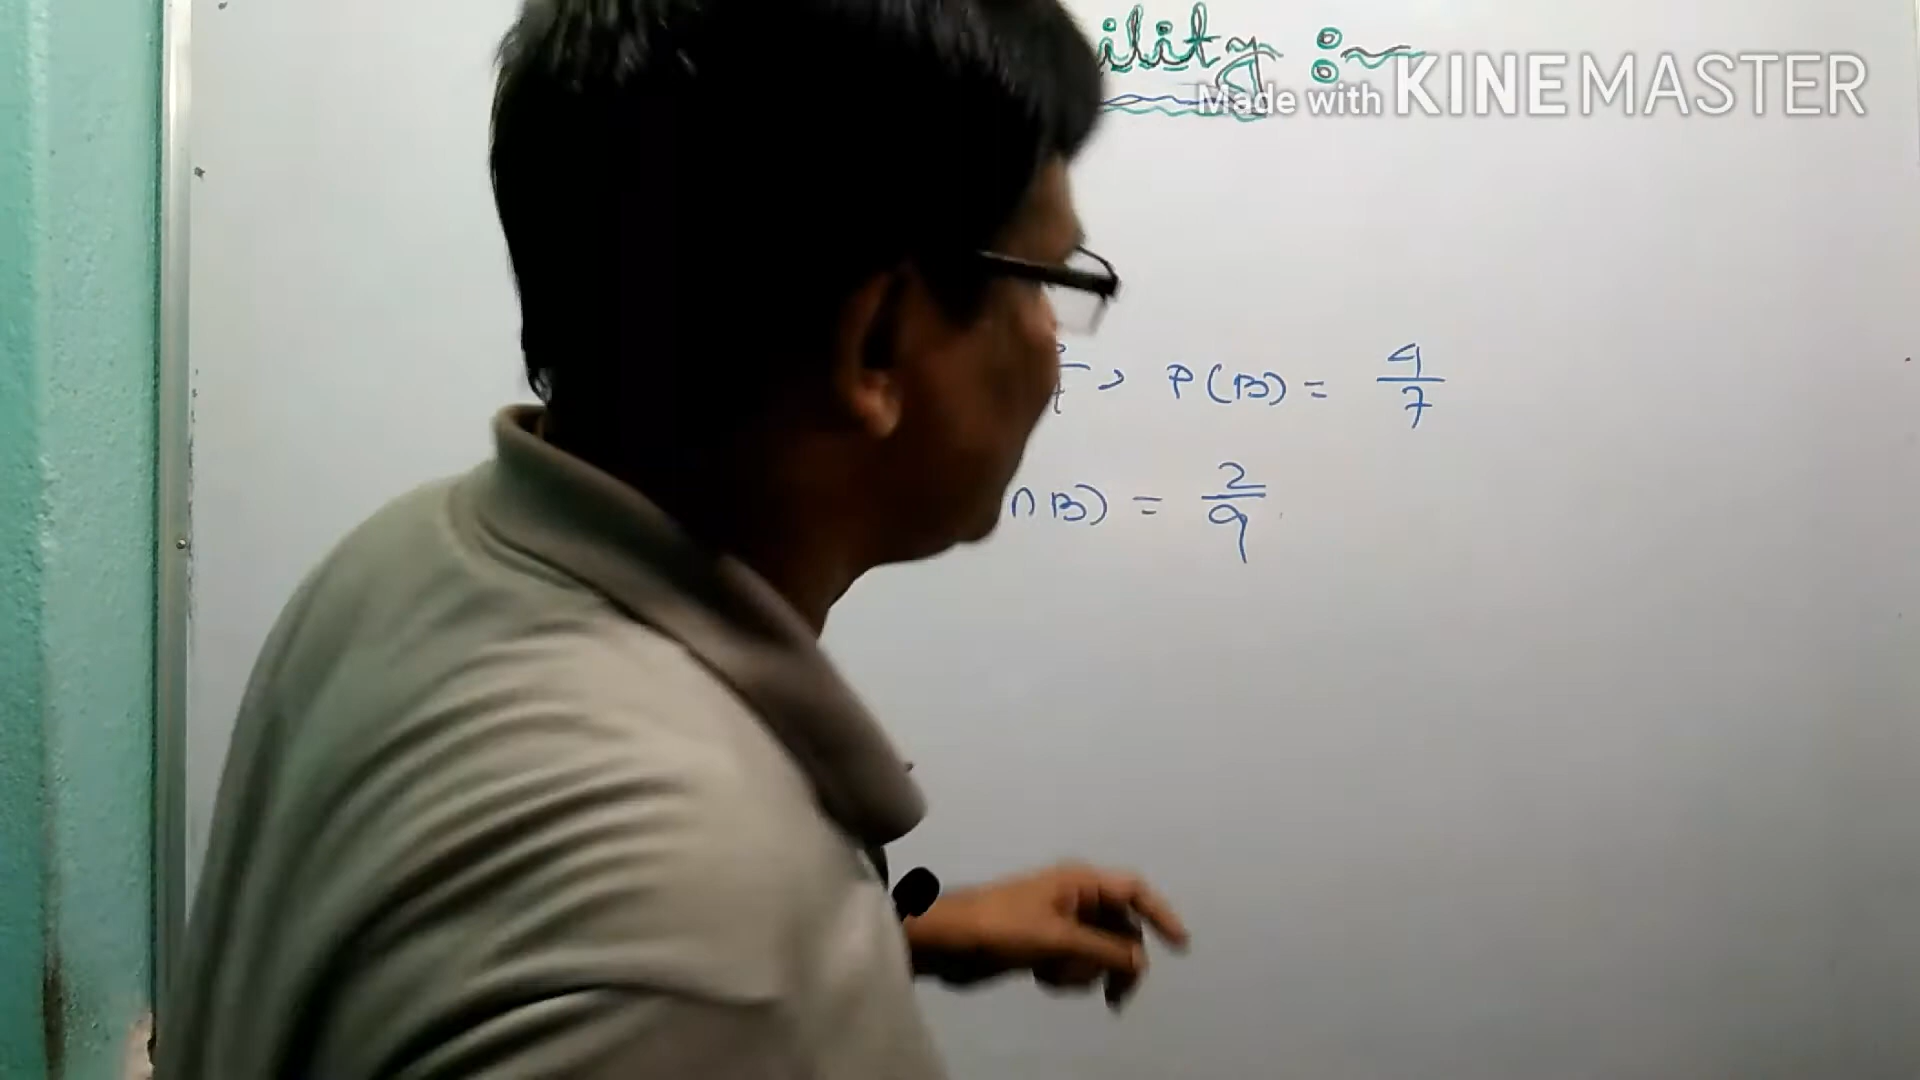 ility :~
Made with KINEMASTER
, P(B) = 4/7
∩ B) = 2/9